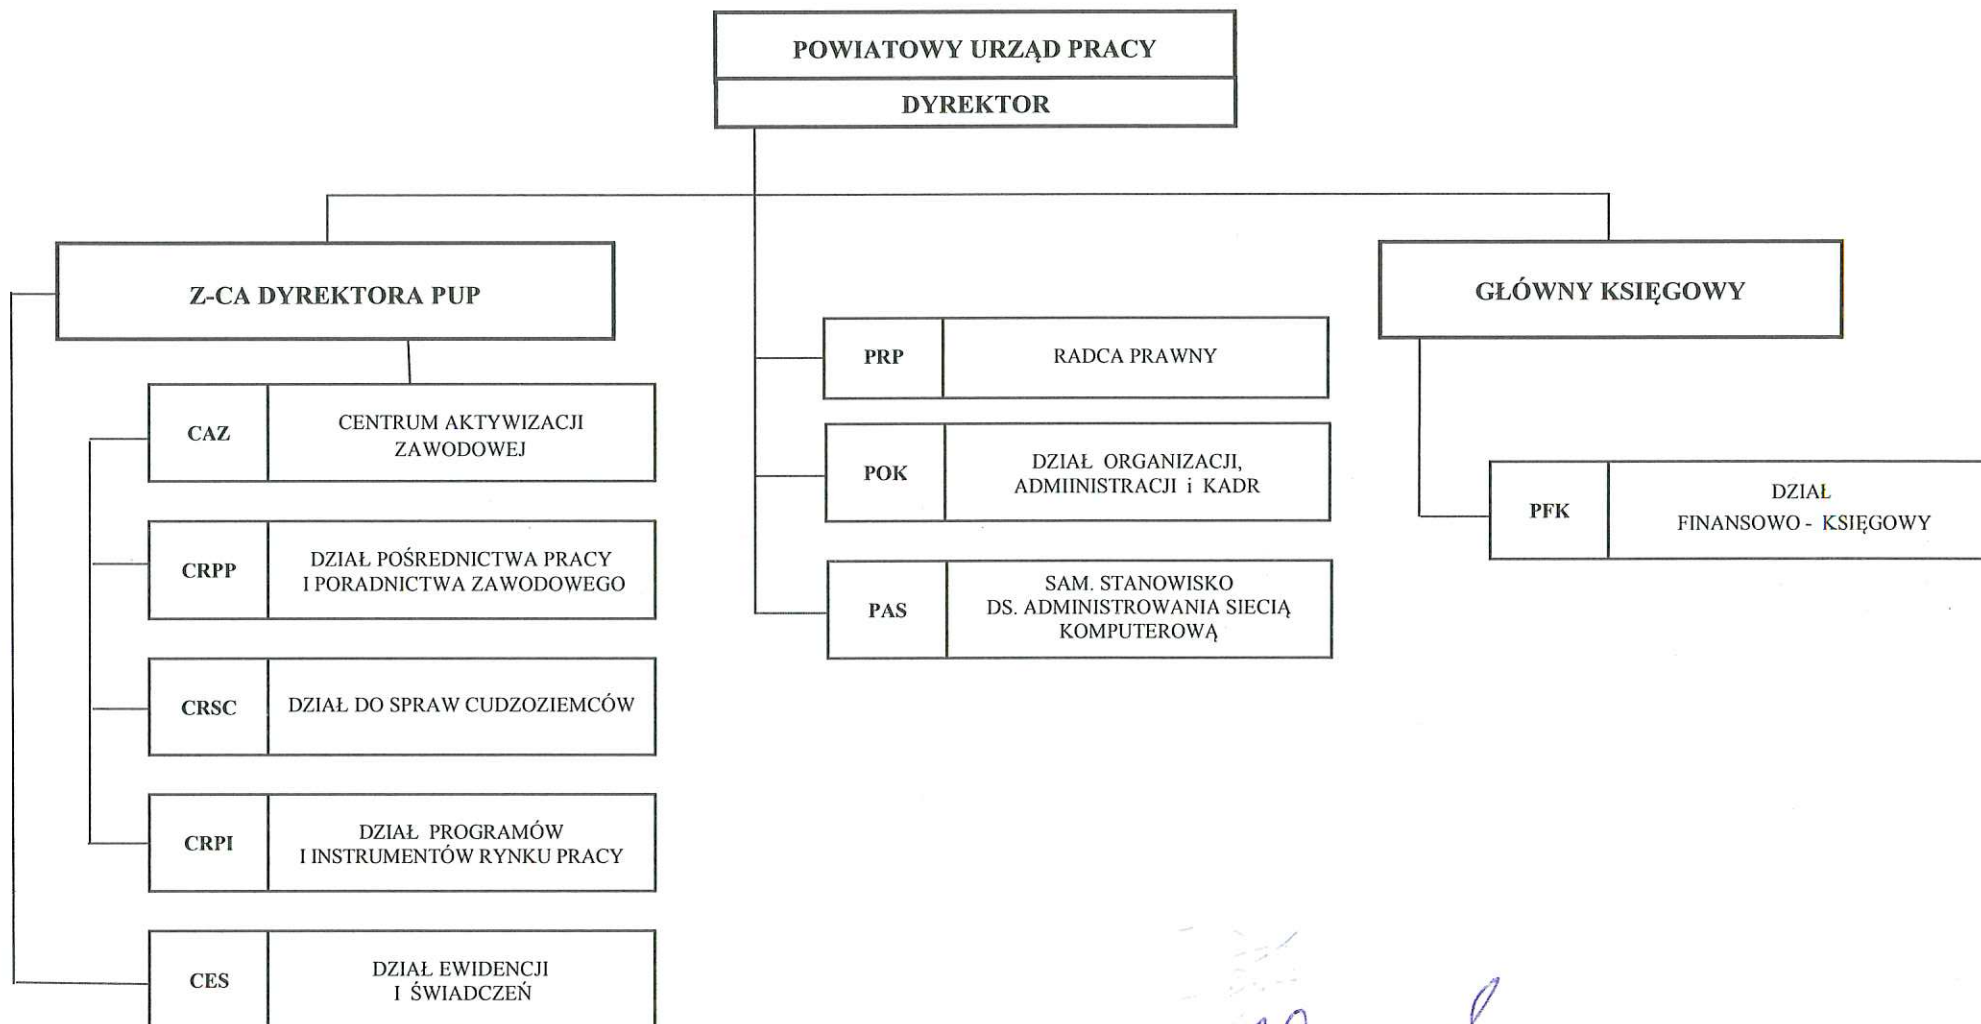 POWIATOWY URZĄD PRACY
DYREKTOR
Z-CA DYREKTORA PUP
GŁÓWNY KSIĘGOWY
CAZ
CENTRUM AKTYWIZACJI
ZAWODOWEJ
CRPP
DZIAŁ POŚREDNICTWA PRACY
I PORADNICTWA ZAWODOWEGO
CRSC
DZIAŁ DO SPRAW CUDZOZIEMCÓW
CRPI
DZIAŁ PROGRAMÓW
I INSTRUMENTÓW RYNKU PRACY
CES
DZIAŁ EWIDENCJI
I ŚWIADCZEŃ
PRP
RADCA PRAWNY
POK
DZIAŁ ORGANIZACJI,
ADMIINISTRACJI i KADR
PAS
SAM. STANOWISKO
DS. ADMINISTROWANIA SIECIĄ
KOMPUTEROWĄ
PFK
DZIAŁ
FINANSOWO - KSIĘGOWY